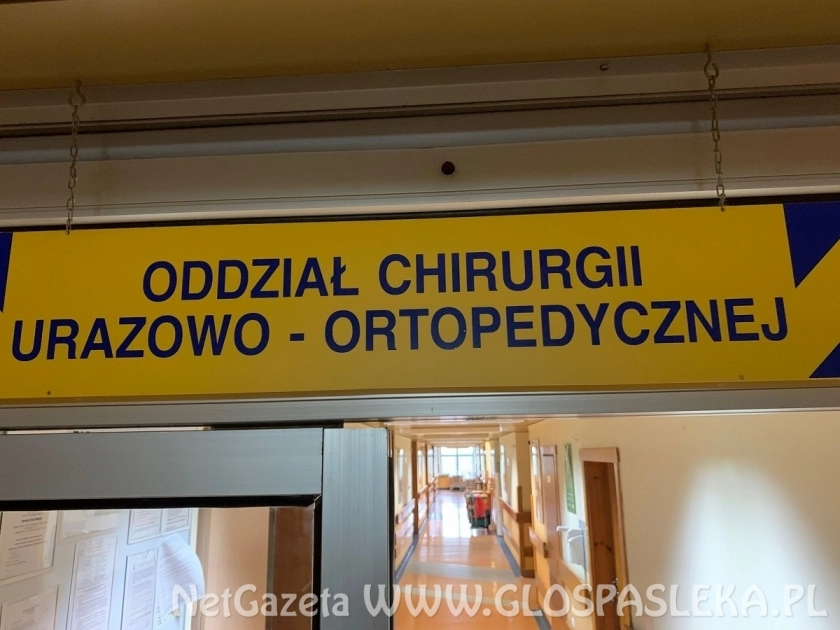 ODDZIAŁ CHIRURGII
URAZOWO - ORTOPEDYCZNEJ
NetGazeta WWW.GLOSPASLEKA.PL